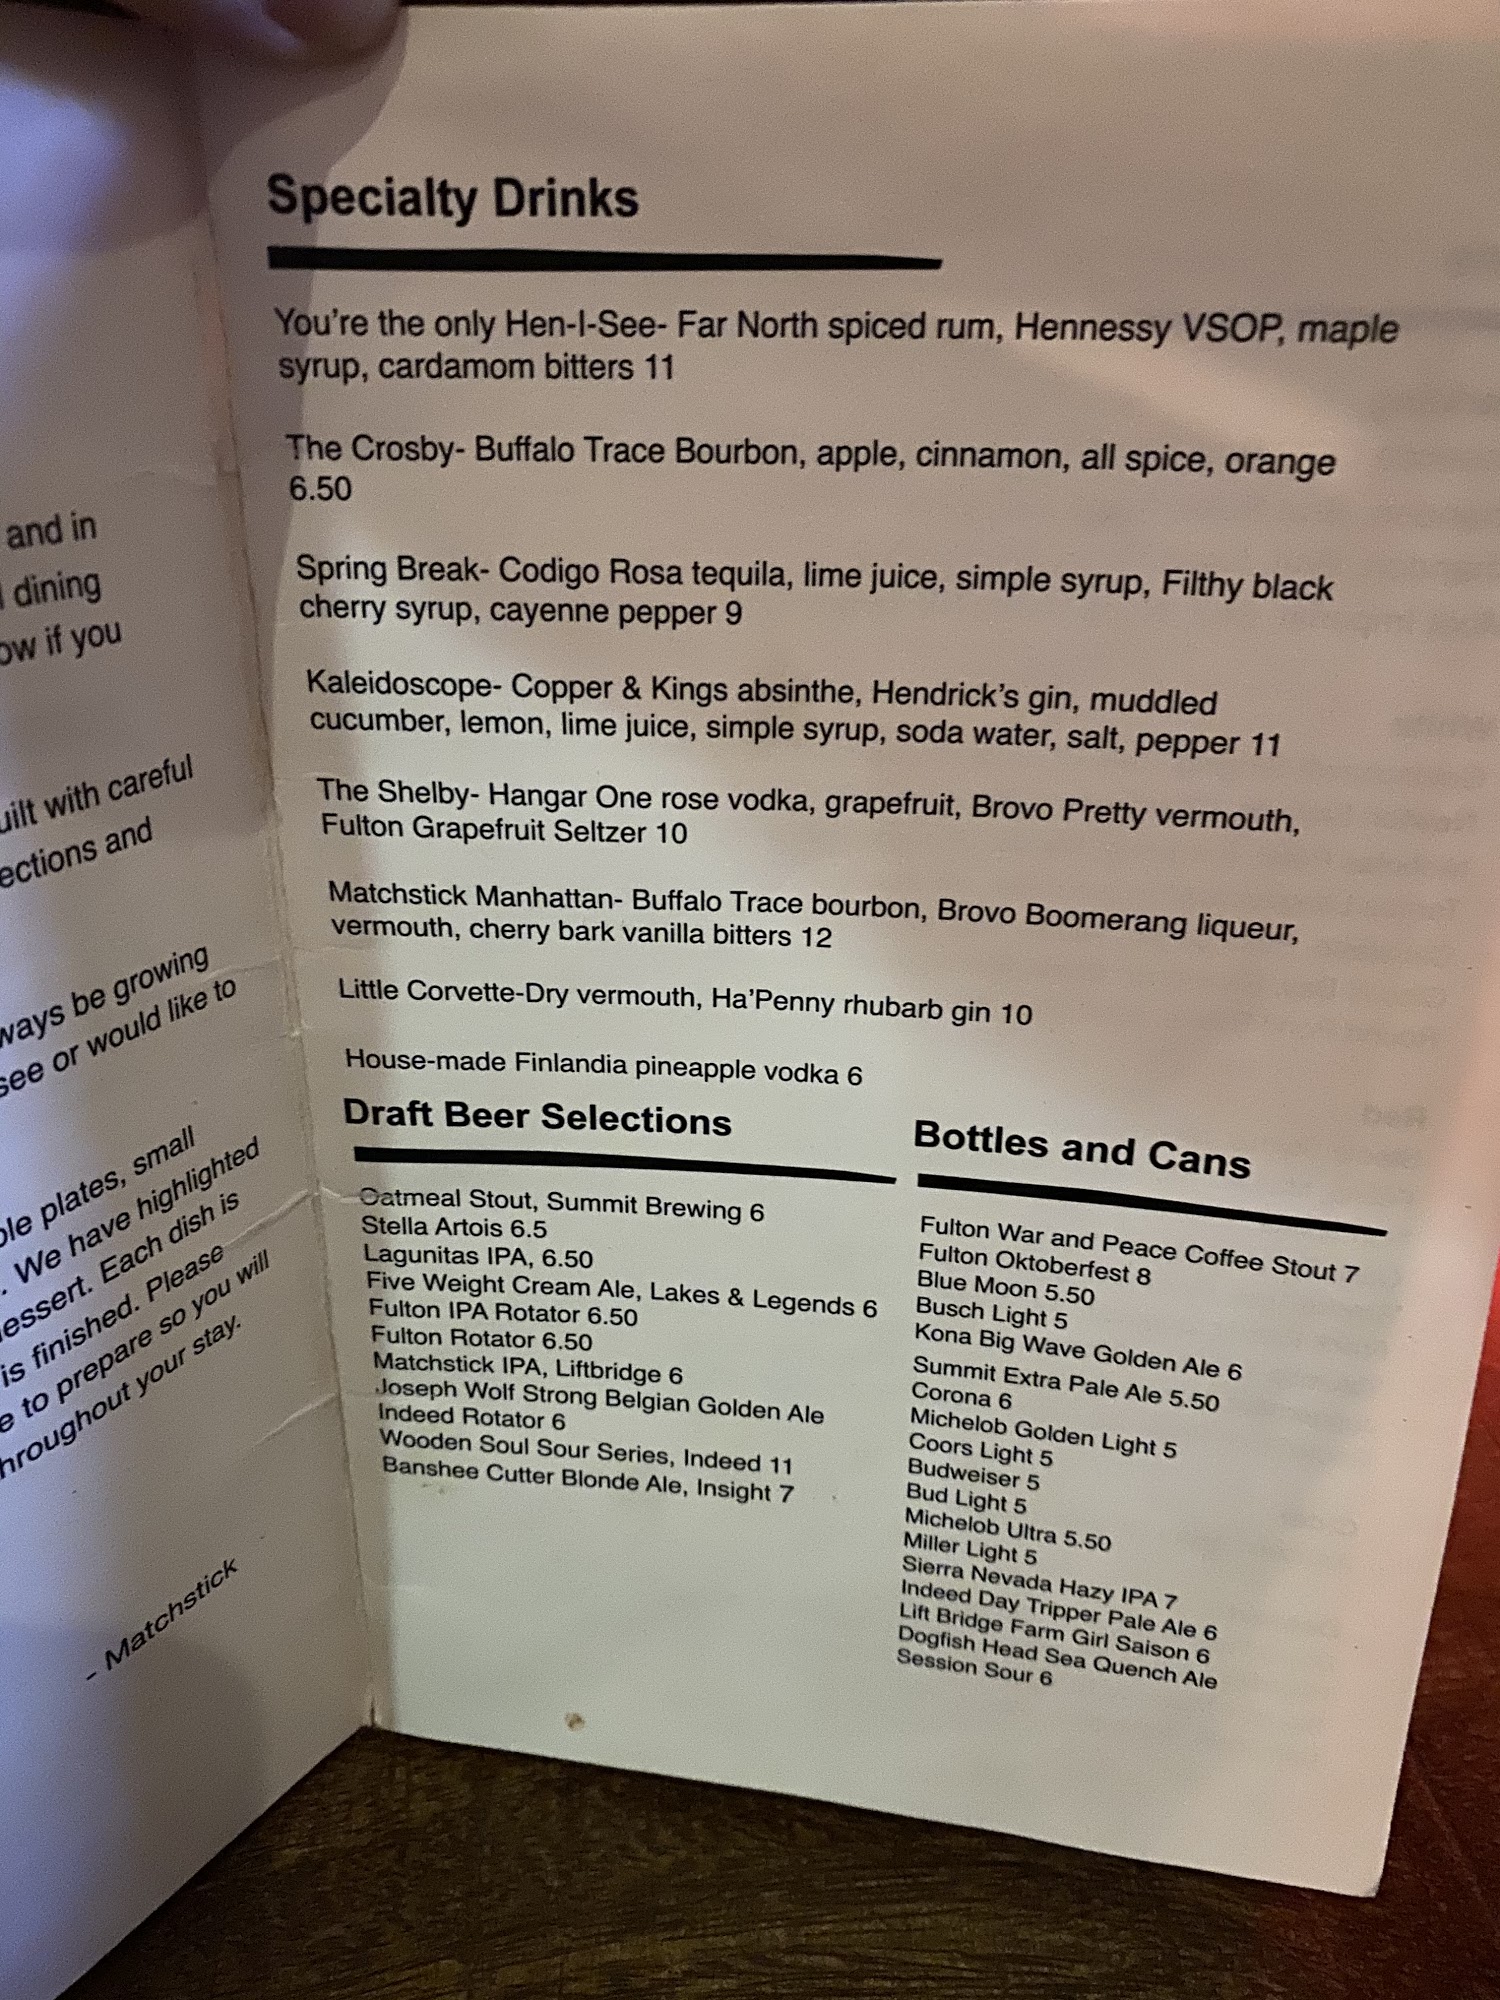 and in
dining
ow if you
uilt with careful
ections and
ways be growing
see or would like to
ble plates, small
. We have highlighted
essert. Each dish is
is finished. Please
e to prepare so you will
hroughout your stay.
- Matchstick
Specialty Drinks
You're the only Hen-I-See- Far North spiced rum, Hennessy VSOP, maple
syrup, cardamom bitters 11
The Crosby- Buffalo Trace Bourbon, apple, cinnamon, all spice, orange
6.50
Spring Break- Codigo Rosa tequila, lime juice, simple syrup, Filthy black
cherry syrup, cayenne pepper 9
Kaleidoscope- Copper & Kings absinthe, Hendrick's gin, muddled
cucumber, lemon, lime juice, simple syrup, soda water, salt, pepper 11
The Shelby- Hangar One rose vodka, grapefruit, Brovo Pretty vermouth,
Fulton Grapefruit Seltzer 10
Matchstick Manhattan- Buffalo Trace bourbon, Brovo Boomerang liqueur,
vermouth, cherry bark vanilla bitters 12
Little Corvette-Dry vermouth, Ha'Penny rhubarb gin 10
House-made Finlandia pineapple vodka 6
Draft Beer Selections
Oatmeal Stout, Summit Brewing 6
Stella Artois 6.5
Lagunitas IPA, 6.50
Five Weight Cream Ale, Lakes & Legends 6
Fulton IPA Rotator 6.50
Fulton Rotator 6.50
Matchstick IPA, Liftbridge 6
Joseph Wolf Strong Belgian Golden Ale
Indeed Rotator 6
Wooden Soul Sour Series, Indeed 11
Banshee Cutter Blonde Ale, Insight 7
Bottles and Cans
Fulton War and Peace Coffee Stout 7
Fulton Oktoberfest 8
Blue Moon 5.50
Busch Light 5
Kona Big Wave Golden Ale 6
Summit Extra Pale Ale 5.50
Corona 6
Michelob Golden Light 5
Coors Light 5
Budweiser 5
Bud Light 5
Michelob Ultra 5.50
Miller Light 5
Sierra Nevada Hazy IPA 7
Indeed Day Tripper Pale Ale 6
Lift Bridge Farm Girl Saison 6
Dogfish Head Sea Quench Ale
Session Sour 6